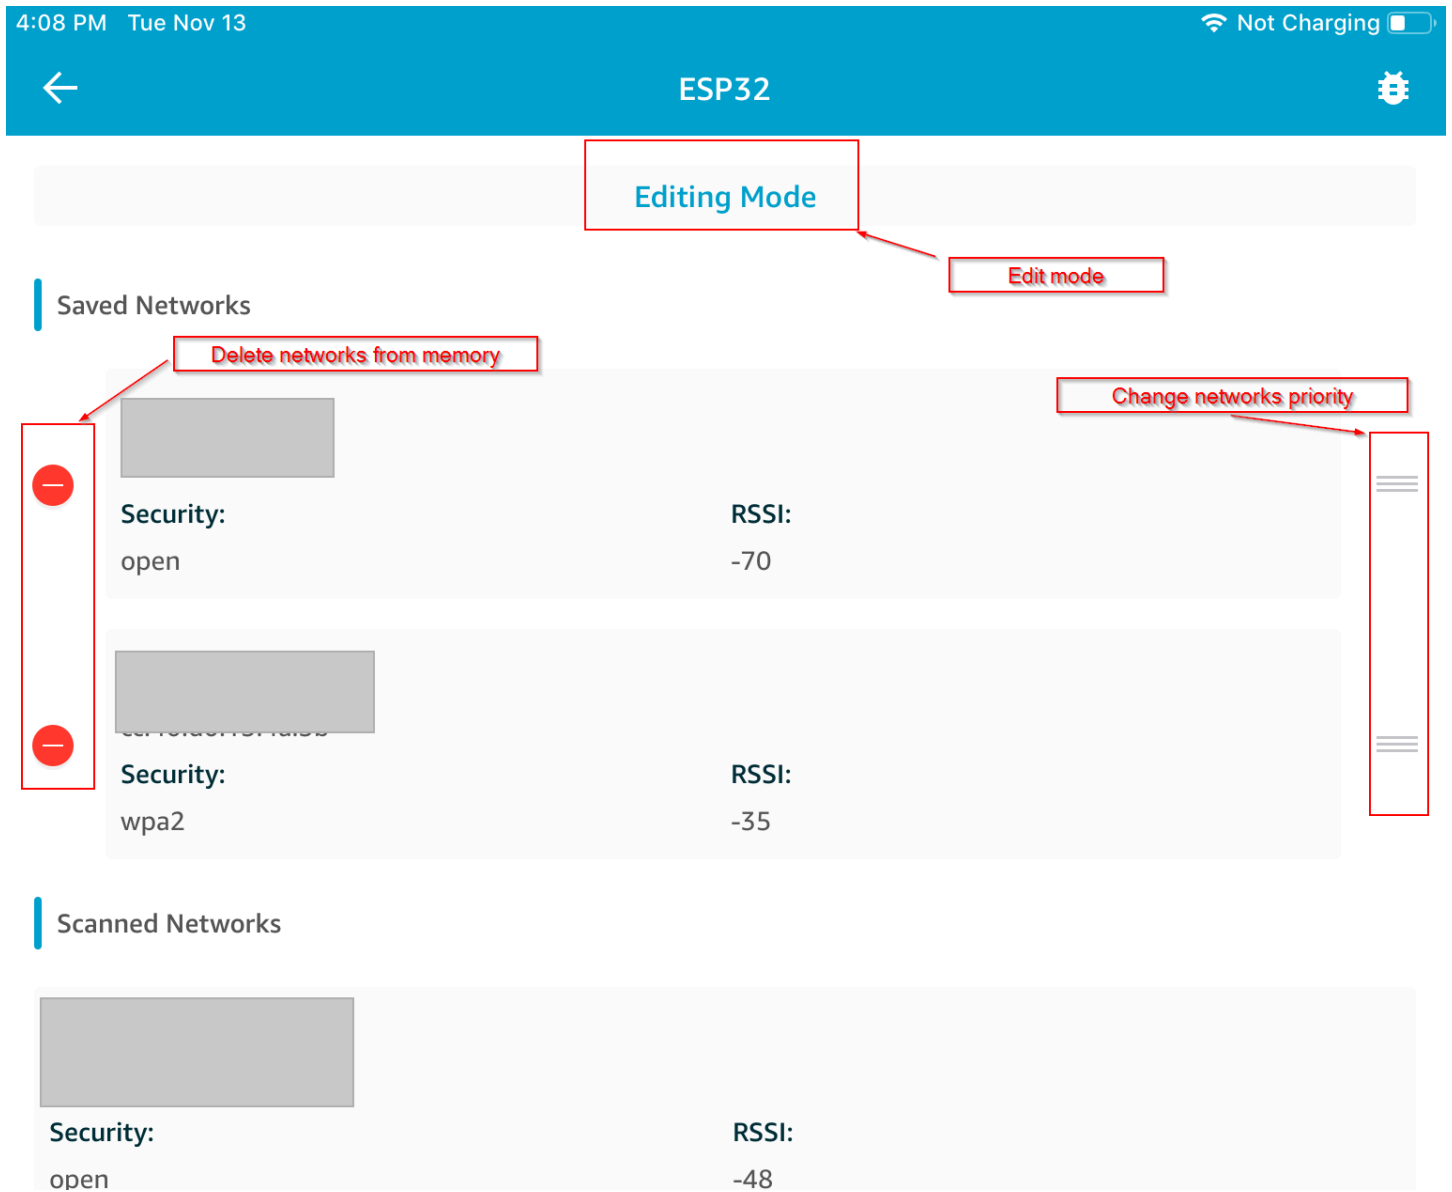 4:08 PM Tue Nov 13 Not Charging
ESP32
Editing Mode
Edit mode
Saved Networks
Delete networks from memory
Change networks priority
Security: RSSI:
open -70
Security: RSSI:
wpa2 -35
Scanned Networks
Security: RSSI:
open -48